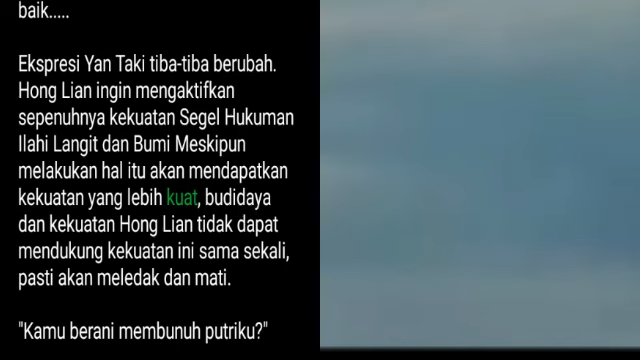 baik.....
Ekspresi Yan Taki tiba-tiba berubah.
Hong Lian ingin mengaktifkan
sepenuhnya kekuatan Segel Hukuman
Ilahi Langit dan Bumi Meskipun
melakukan hal itu akan mendapatkan
kekuatan yang lebih kuat, budidaya
dan kekuatan Hong Lian tidak dapat
mendukung kekuatan ini sama sekali,
pasti akan meledak dan mati.
"Kamu berani membunuh putriku?"